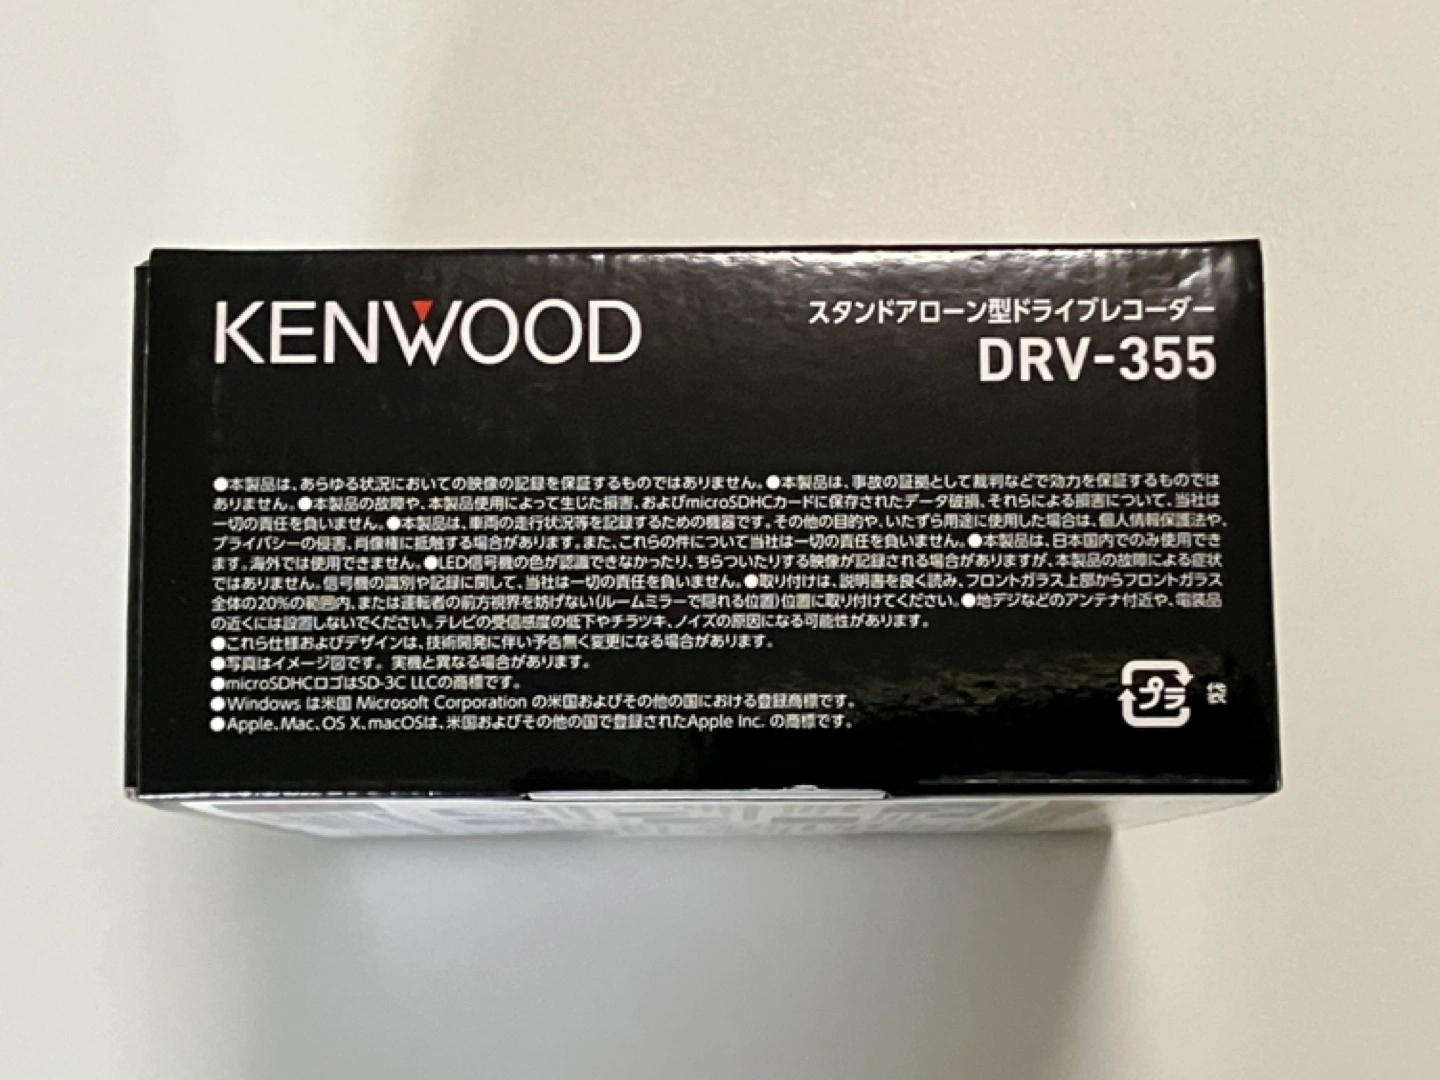 KENWOOD
スタンドアローン型ドライブレコーダー
DRV-355
●本製品は、あらゆる状況においての映像の記録を保証するものではありません。●本製品は、事故の証拠として裁判などで効力を保証するものでは
ありません。●本製品の故障や、本製品使用によって生じた損害、およびmicroSDHCカードに保存されたデータ破損、それらによる損害について、当社は
一切の責任を負いません。●本製品は、車両の走行状況等を記録するための機器です。その他の目的や、いたずら用途に使用した場合は、個人情報保護法や、
プライバシーの侵害、肖像権に抵触する場合があります。また、これらの件について当社は一切の責任を負いません。●本製品は、日本国内でのみ使用でき
ます。海外では使用できません。●LED信号機の色が認識できなかったり、ちらついたりする映像が記録される場合がありますが、本製品の故障による症状
ではありません。信号機の識別や記録に関して、当社は一切の責任を負いません。●取り付けは、説明書を良く読み、フロントガラス上部からフロントガラス
全体の20%の範囲内、または運転者の前方視界を妨げない(ルームミラーで隠れる位置)位置に取り付けてください。●地デジなどのアンテナ付近や、電装品
の近くには設置しないでください。テレビの受信感度の低下やチラツキ、ノイズの原因になる可能性があります。
●これら仕様およびデザインは、技術開発に伴い予告無く変更になる場合があります。
●写真はイメージ図です。実機と異なる場合があります。
●microSDHCロゴはSD-3C LLCの商標です。
●Windows は米国 Microsoft Corporation の米国およびその他の国における登録商標です。
●Apple、Mac、OS X、macOSは、米国およびその他の国で登録されたApple Inc. の商標です。
プラ 袋